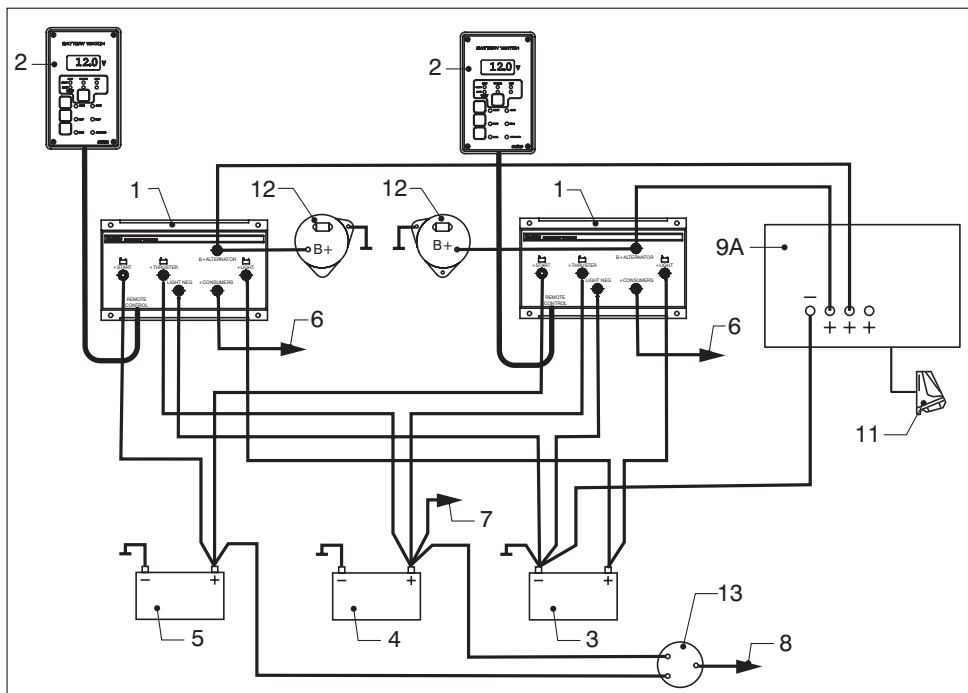 BATTERY WATCH
12.0 V
2
BATTERY WATCH
12.0 V
2
1
12
12
1
9A
B+
B+
B+ALTERNATOR
+START
+THRUSTER
+LIGHT
LIGHT NEG
+CONSUMERS
REMOTE
CONTROL
B+ALTERNATOR
+START
+THRUSTER
+LIGHT
LIGHT NEG
+CONSUMERS
REMOTE
CONTROL
6
6
–
+ + +
11
7
– +
– +
– +
5
4
3
13
8